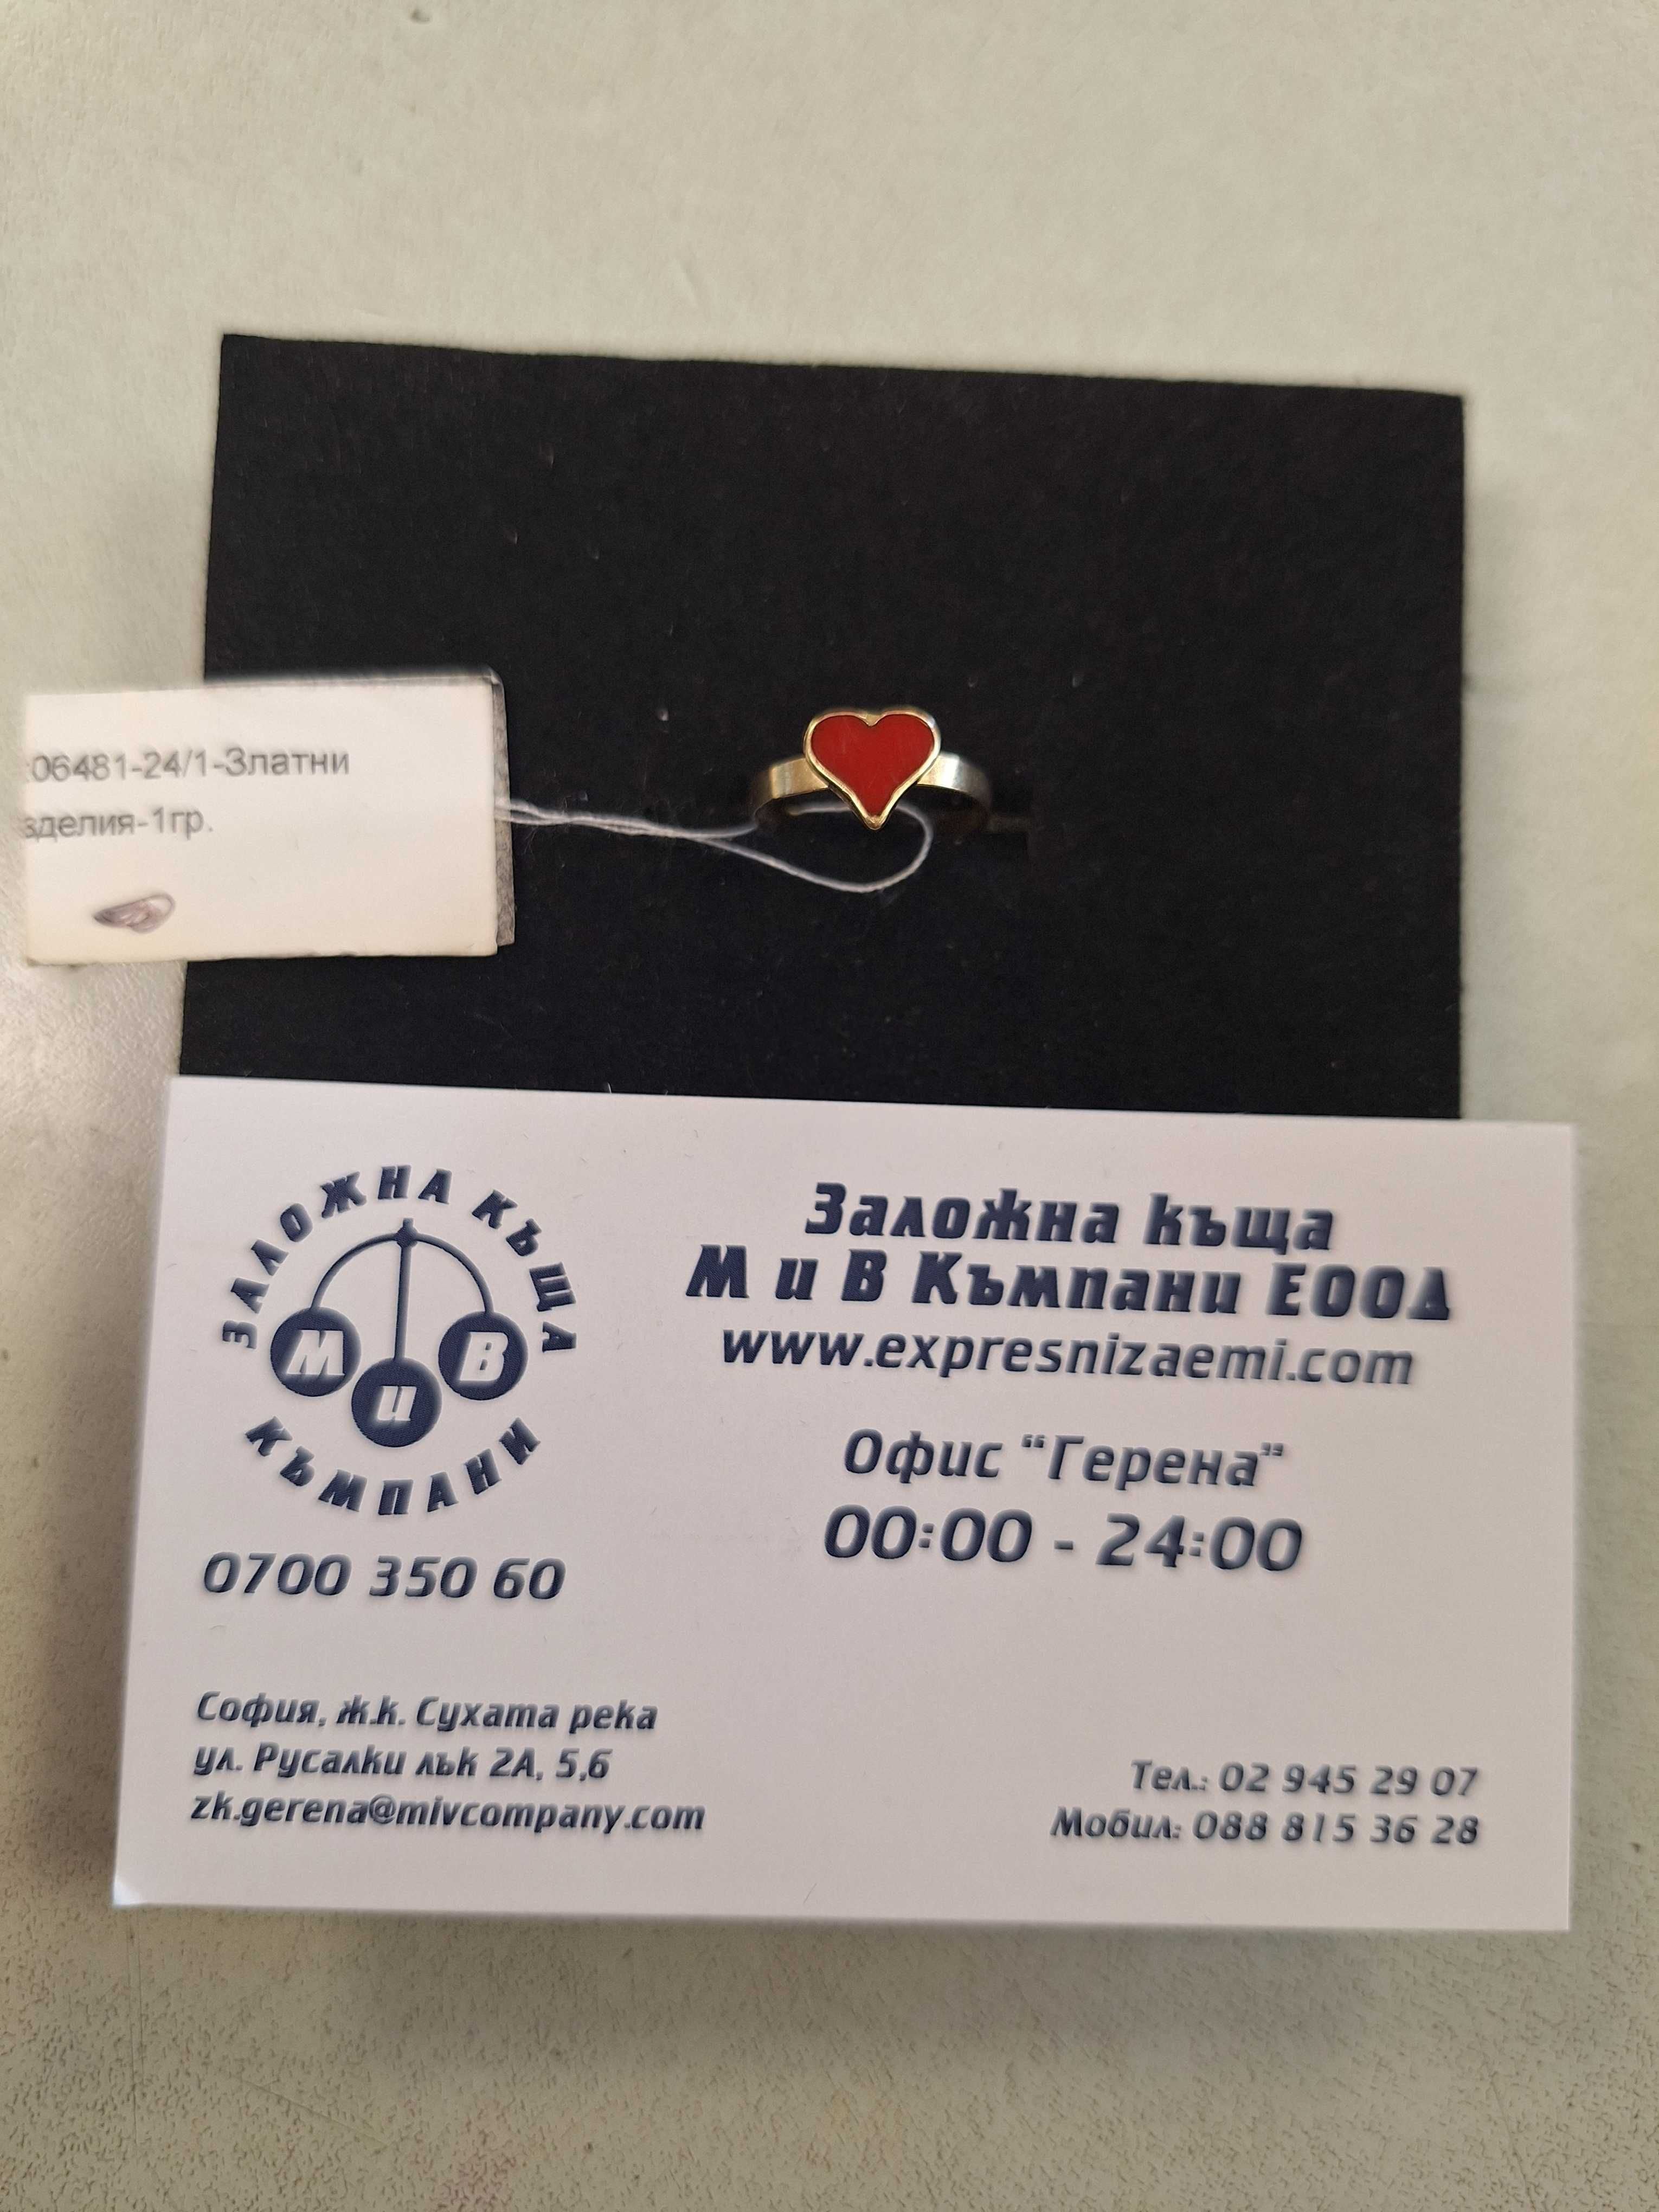 :06481-24/1-Златни
зделия-1гр.
ЗАЛОЖНА КЪЩА
М и В
КЪМПАНИ
0700 350 60
Заложна къща
М и В Къмпани ЕООД
www.expresnizaemi.com
Офис “Герена”
00:00 - 24:00
София, ж.к. Сухата река
ул. Русалки лък 2А, 5,6
zk.gerena@mivcompany.com
Тел.: 02 945 29 07
Мобил: 088 815 36 28